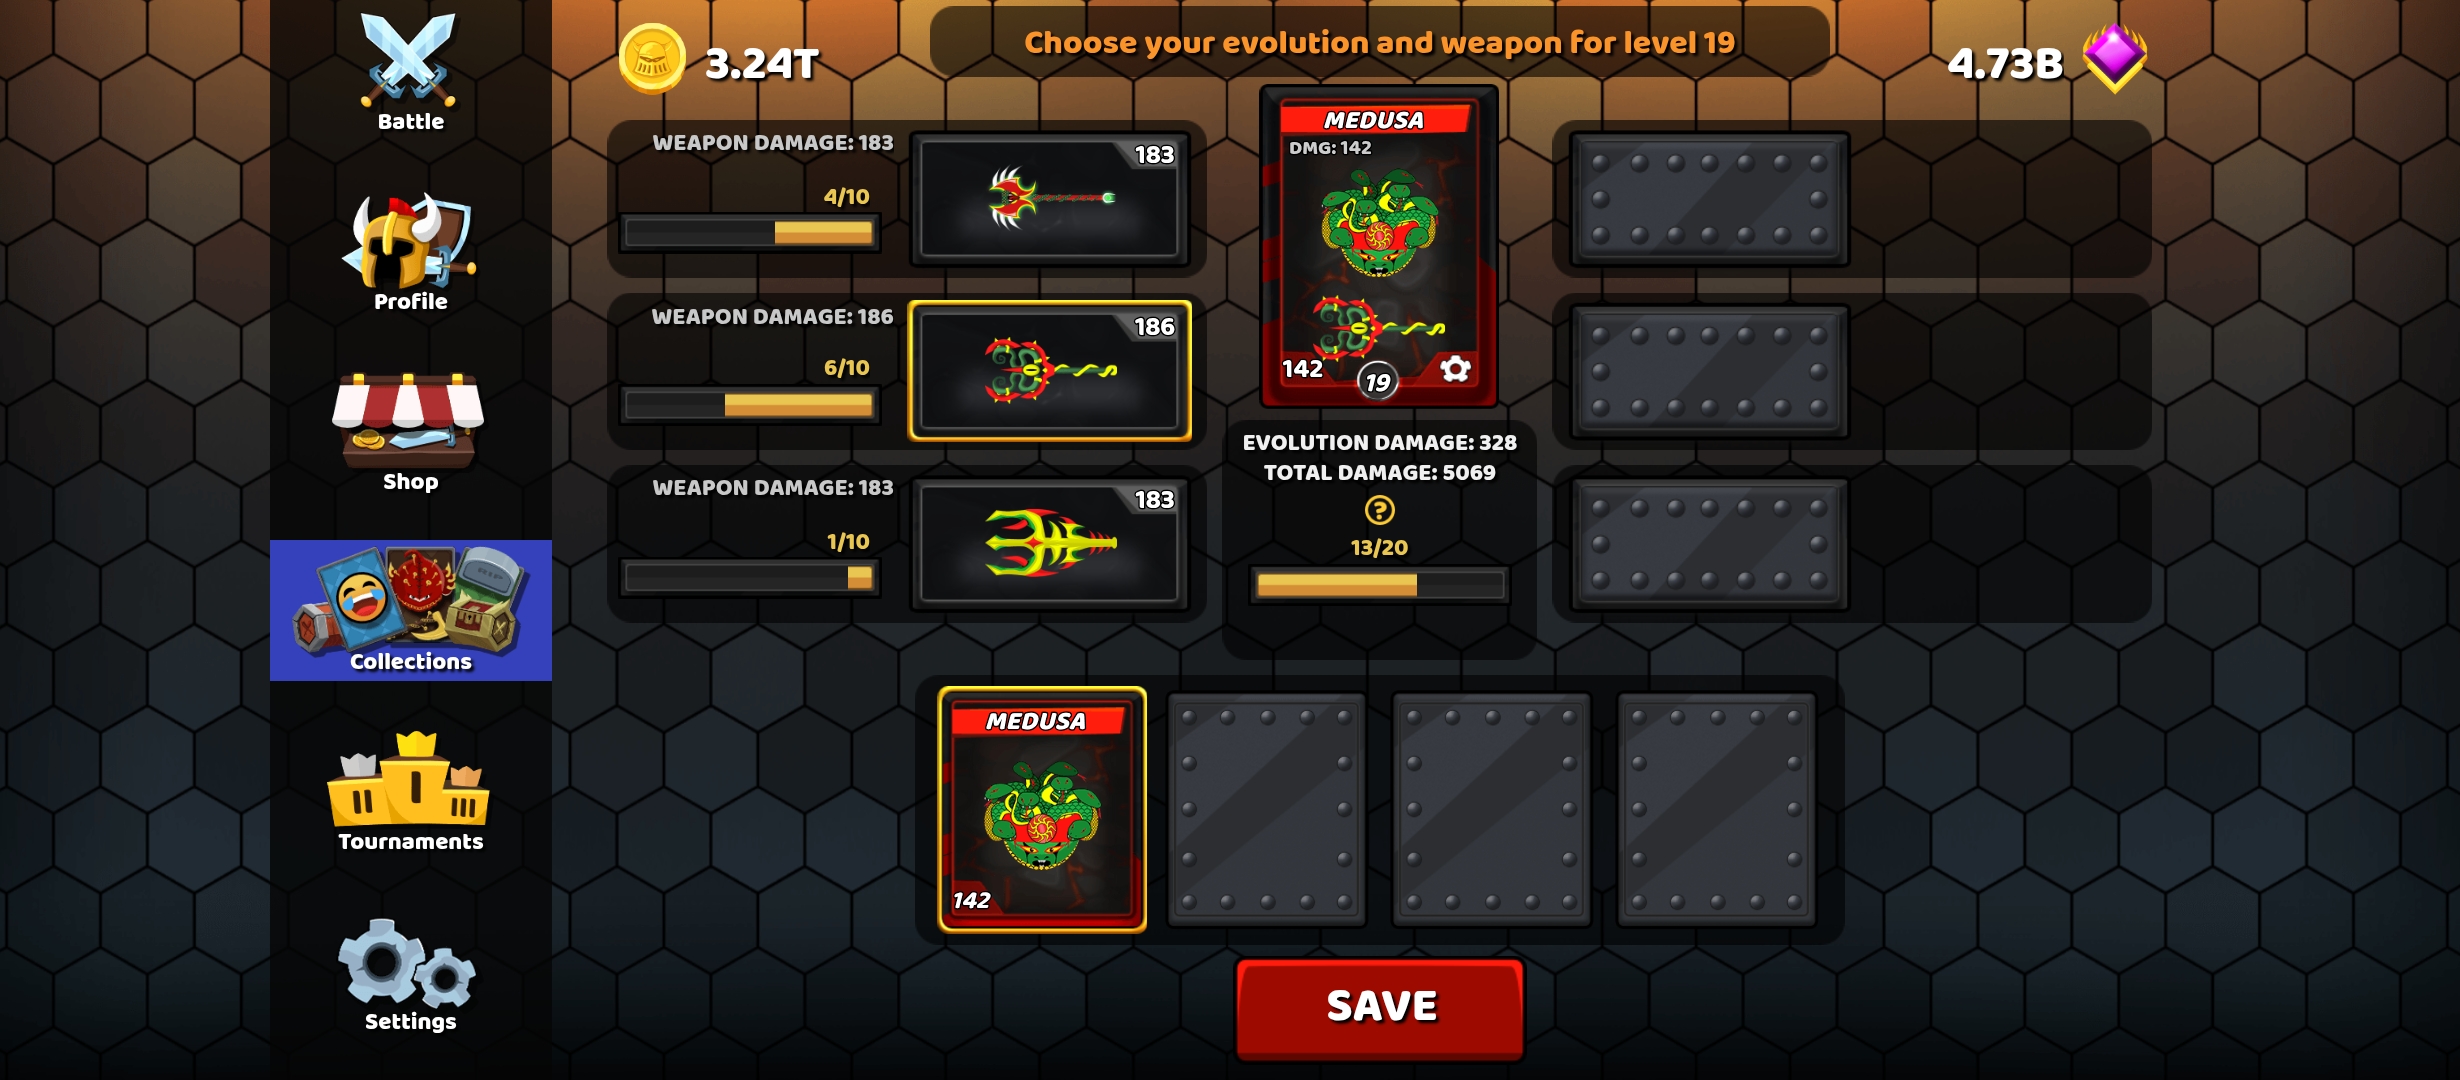 Battle
Profile
Shop
Collections
Tournaments
Settings
3.24T
Choose your evolution and weapon for level 19
4.73B
WEAPON DAMAGE: 183
4/10
183
WEAPON DAMAGE: 186
6/10
186
WEAPON DAMAGE: 183
1/10
183
MEDUSA
DMG: 142
142
19
EVOLUTION DAMAGE: 328
TOTAL DAMAGE: 5069
?
13/20
MEDUSA
142
SAVE